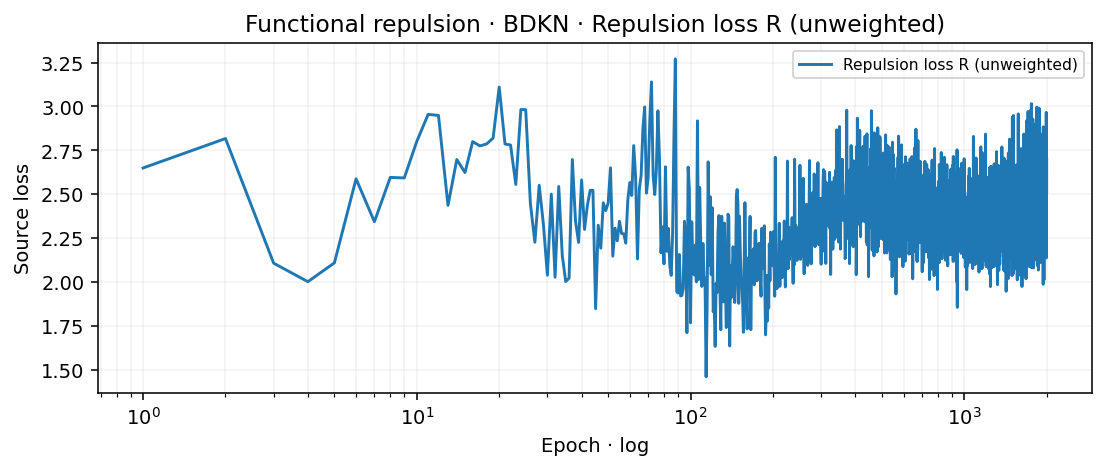 Functional repulsion · BDKN · Repulsion loss R (unweighted)
Repulsion loss R (unweighted)
Source loss
3.25
3.00
2.75
2.50
2.25
2.00
1.75
1.50
10⁰ 10¹ 10² 10³
Epoch · log